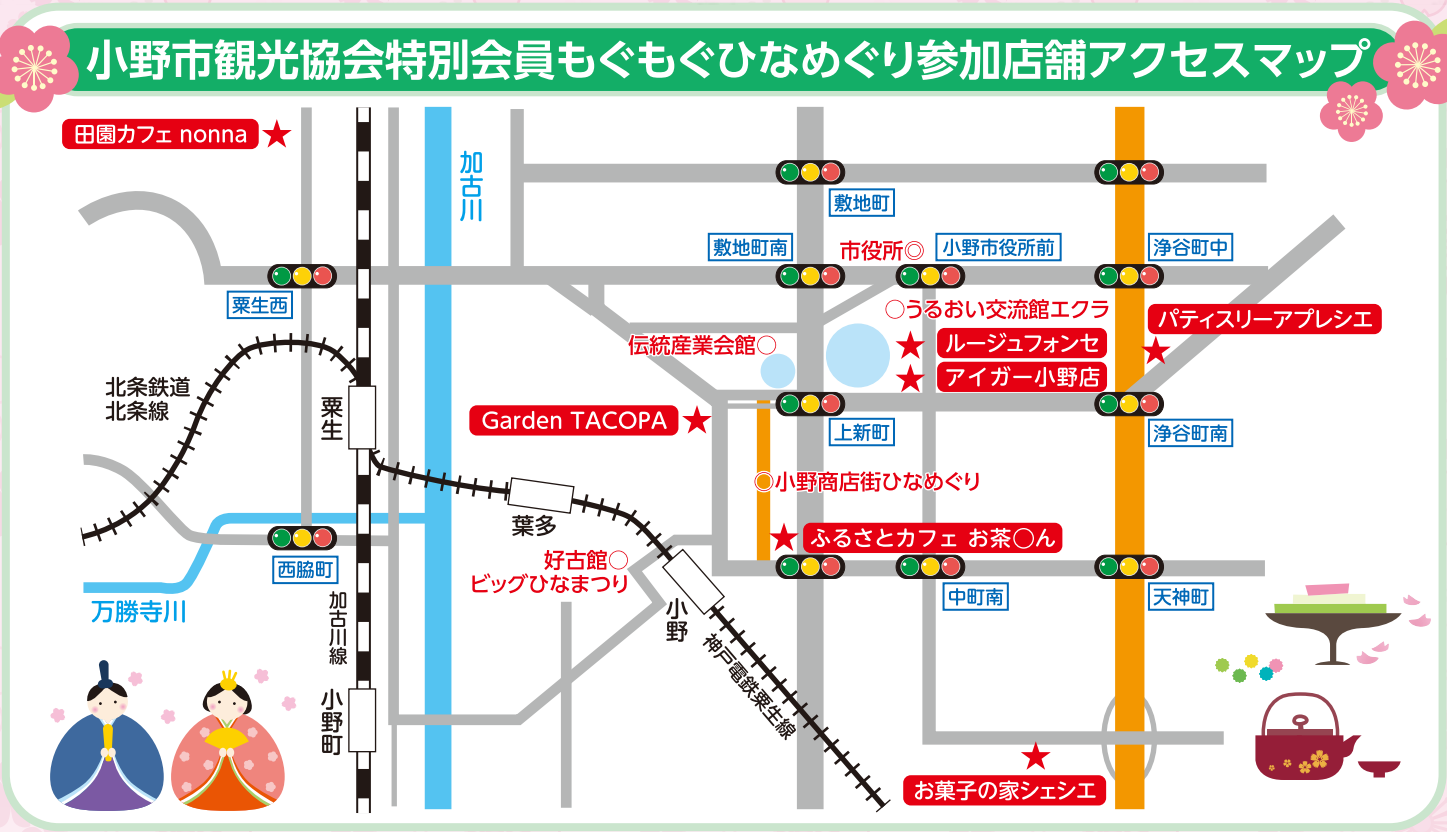 小野市観光協会特別会員もぐもぐひなめぐり参加店舗アクセスマップ
田園カフェ nonna
加古川
敷地町
敷地町南
市役所◎
小野市役所前
浄谷町中
粟生西
○うるおい交流館エクラ
パティスリーアプレシエ
伝統産業会館○
ルージュフォンセ
アイガー小野店
北条鉄道
北条線
粟生
Garden TACOPA
上新町
浄谷町南
◎小野商店街ひなめぐり
葉多
ふるさとカフェ お茶○ん
好古館○
ビッグひなまつり
西脇町
中町南
天神町
万勝寺川
加古川線
小野
神戸電鉄粟生線
小野町
お菓子の家シェシエ